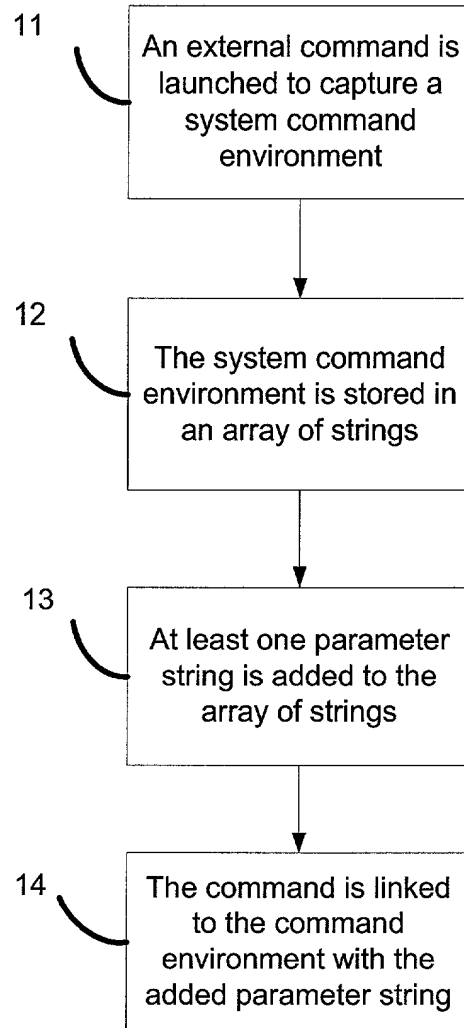 11
An external command is
launched to capture a
system command
environment
12
The system command
environment is stored in
an array of strings
13
At least one parameter
string is added to the
array of strings
14
The command is linked
to the command
environment with the
added parameter string